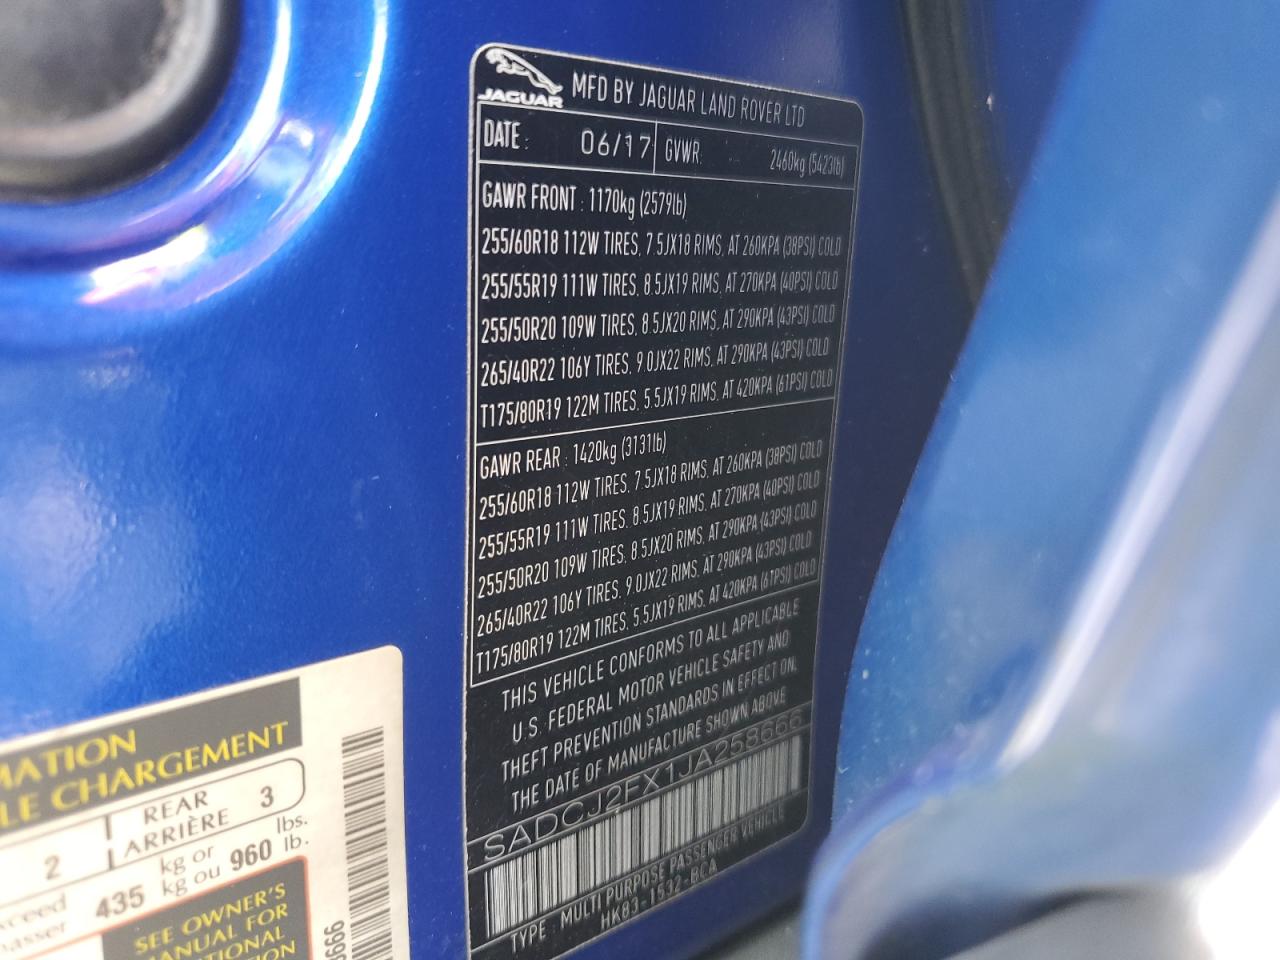 JAGUAR
MFD BY JAGUAR LAND ROVER LTD
DATE : 06/17 GVWR: 2460kg (5423lb)
GAWR FRONT : 1170kg (2579lb)
255/60R18 112W TIRES, 7.5JX18 RIMS, AT 260KPA (38PSI) COLD
255/55R19 111W TIRES, 8.5JX19 RIMS, AT 270KPA (40PSI) COLD
255/50R20 109W TIRES, 8.5JX20 RIMS, AT 290KPA (43PSI) COLD
265/40R22 106Y TIRES, 9.0JX22 RIMS, AT 290KPA (43PSI) COLD
T175/80R19 122M TIRES, 5.5JX19 RIMS, AT 420KPA (61PSI) COLD
GAWR REAR : 1420kg (3131lb)
255/60R18 112W TIRES, 7.5JX18 RIMS, AT 260KPA (38PSI) COLD
255/55R19 111W TIRES, 8.5JX19 RIMS, AT 270KPA (40PSI) COLD
255/50R20 109W TIRES, 8.5JX20 RIMS, AT 290KPA (43PSI) COLD
265/40R22 106Y TIRES, 9.0JX22 RIMS, AT 290KPA (43PSI) COLD
T175/80R19 122M TIRES, 5.5JX19 RIMS, AT 420KPA (61PSI) COLD
THIS VEHICLE CONFORMS TO ALL APPLICABLE
U.S. FEDERAL MOTOR VEHICLE SAFETY AND
THEFT PREVENTION STANDARDS IN EFFECT ON
THE DATE OF MANUFACTURE SHOWN ABOVE
SADCJ2FX1JA258666
TYPE : MULTI PURPOSE PASSENGER VEHICLE
HK83-1532-BCA
MATION
LE CHARGEMENT
2 REAR 3
ARRIÈRE
xceed 435 kg or 960 lbs.
passer kg ou lb.
SEE OWNER'S
MANUAL FOR
TIONAL
ION
8666